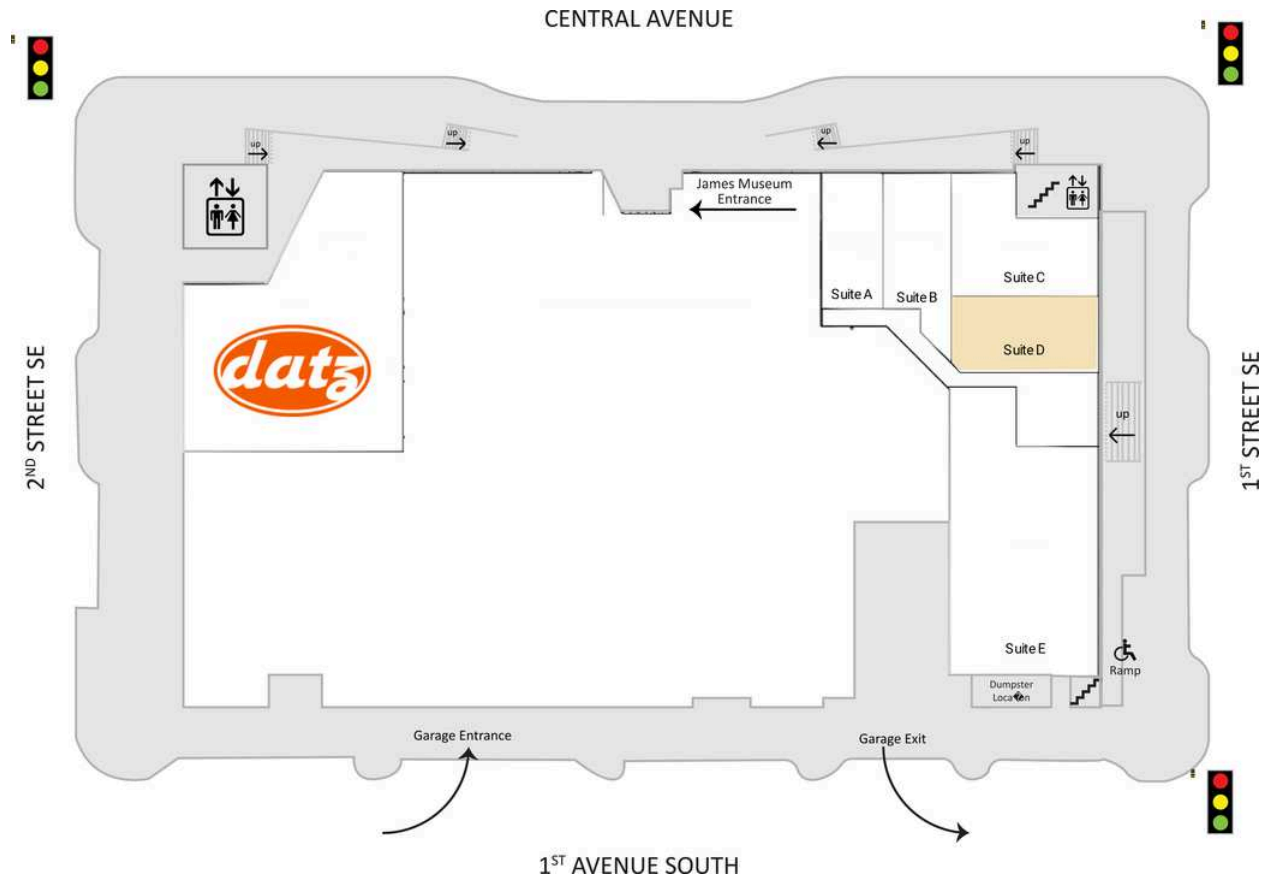 CENTRAL AVENUE
up
up
up
up
James Museum
Entrance
Suite A
Suite B
Suite C
Suite D
datz
2ND STREET SE
1ST STREET SE
up
Suite E
Ramp
Dumpster
Garage Entrance
Garage Exit
1ST AVENUE SOUTH